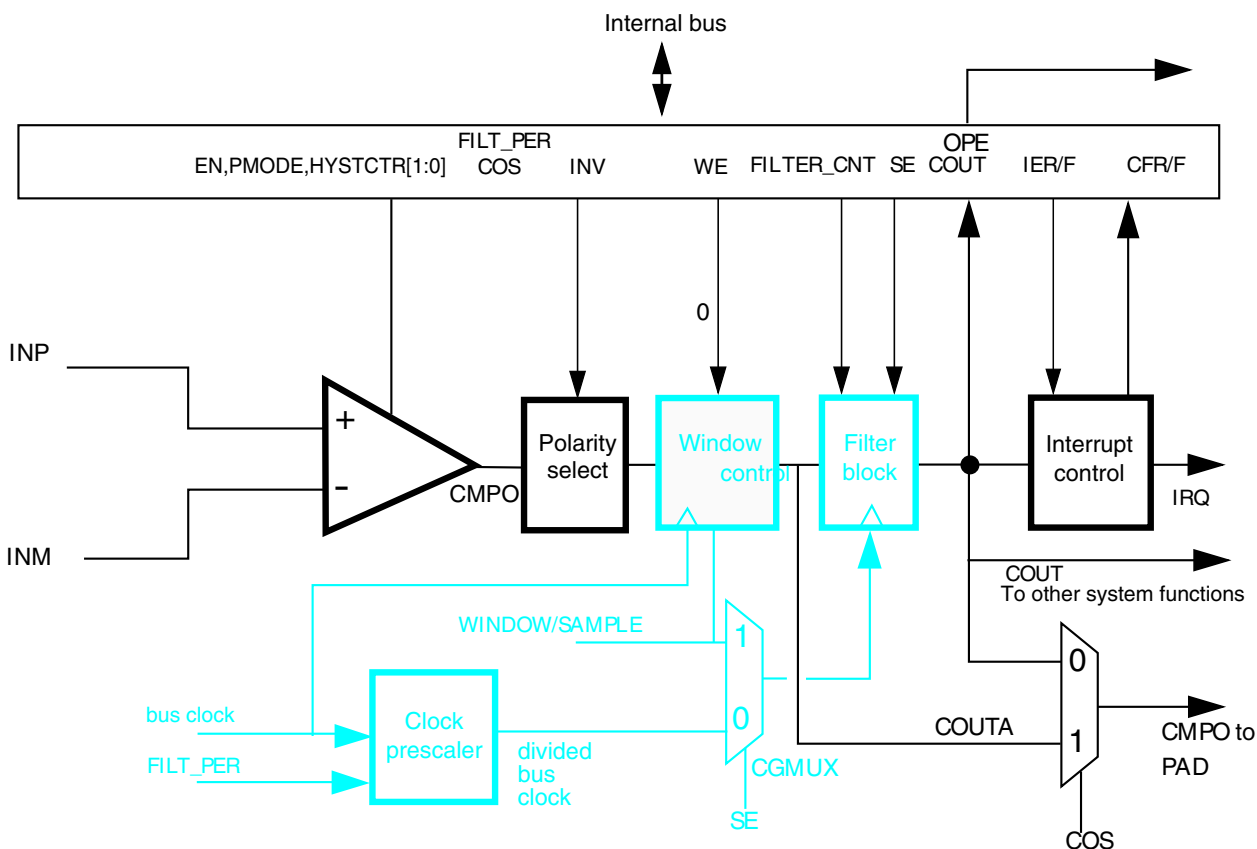 Internal bus
FILT_PER
OPE
EN,PMODE,HYSTCTR[1:0] COS INV WE FILTER_CNT SE COUT IER/F CFR/F
0
INP
+
-
INM
CMPO
Polarity
select
Window
control
Filter
block
Interrupt
control
IRQ
COUT
To other system functions
WINDOW/SAMPLE
1
0
bus clock
FILT_PER
Clock
prescaler
divided
bus
clock
CGMUX
SE
COUTA
0
1
CMPO to
PAD
COS